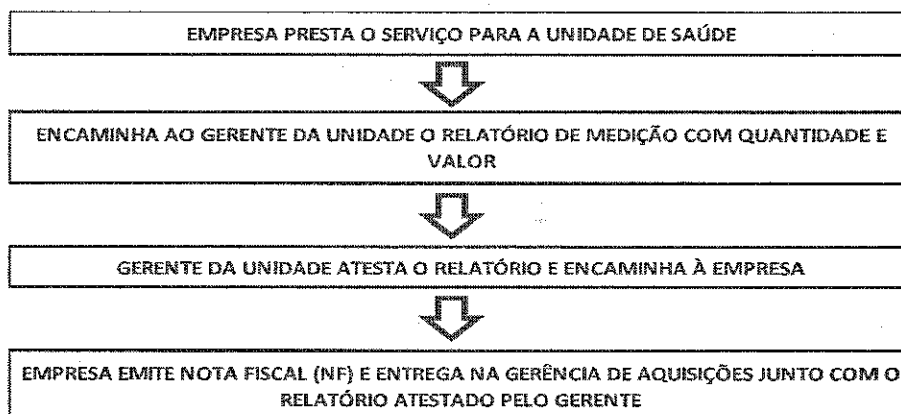 EMPRESA PRESTA O SERVIÇO PARA A UNIDADE DE SAÚDE
ENCAMINHA AO GERENTE DA UNIDADE O RELATÓRIO DE MEDIÇÃO COM QUANTIDADE E
VALOR
GERENTE DA UNIDADE ATESTA O RELATÓRIO E ENCAMINHA À EMPRESA
EMPRESA EMITE NOTA FISCAL (NF) E ENTREGA NA GERÊNCIA DE AQUISIÇÕES JUNTO COM O
RELATÓRIO ATESTADO PELO GERENTE